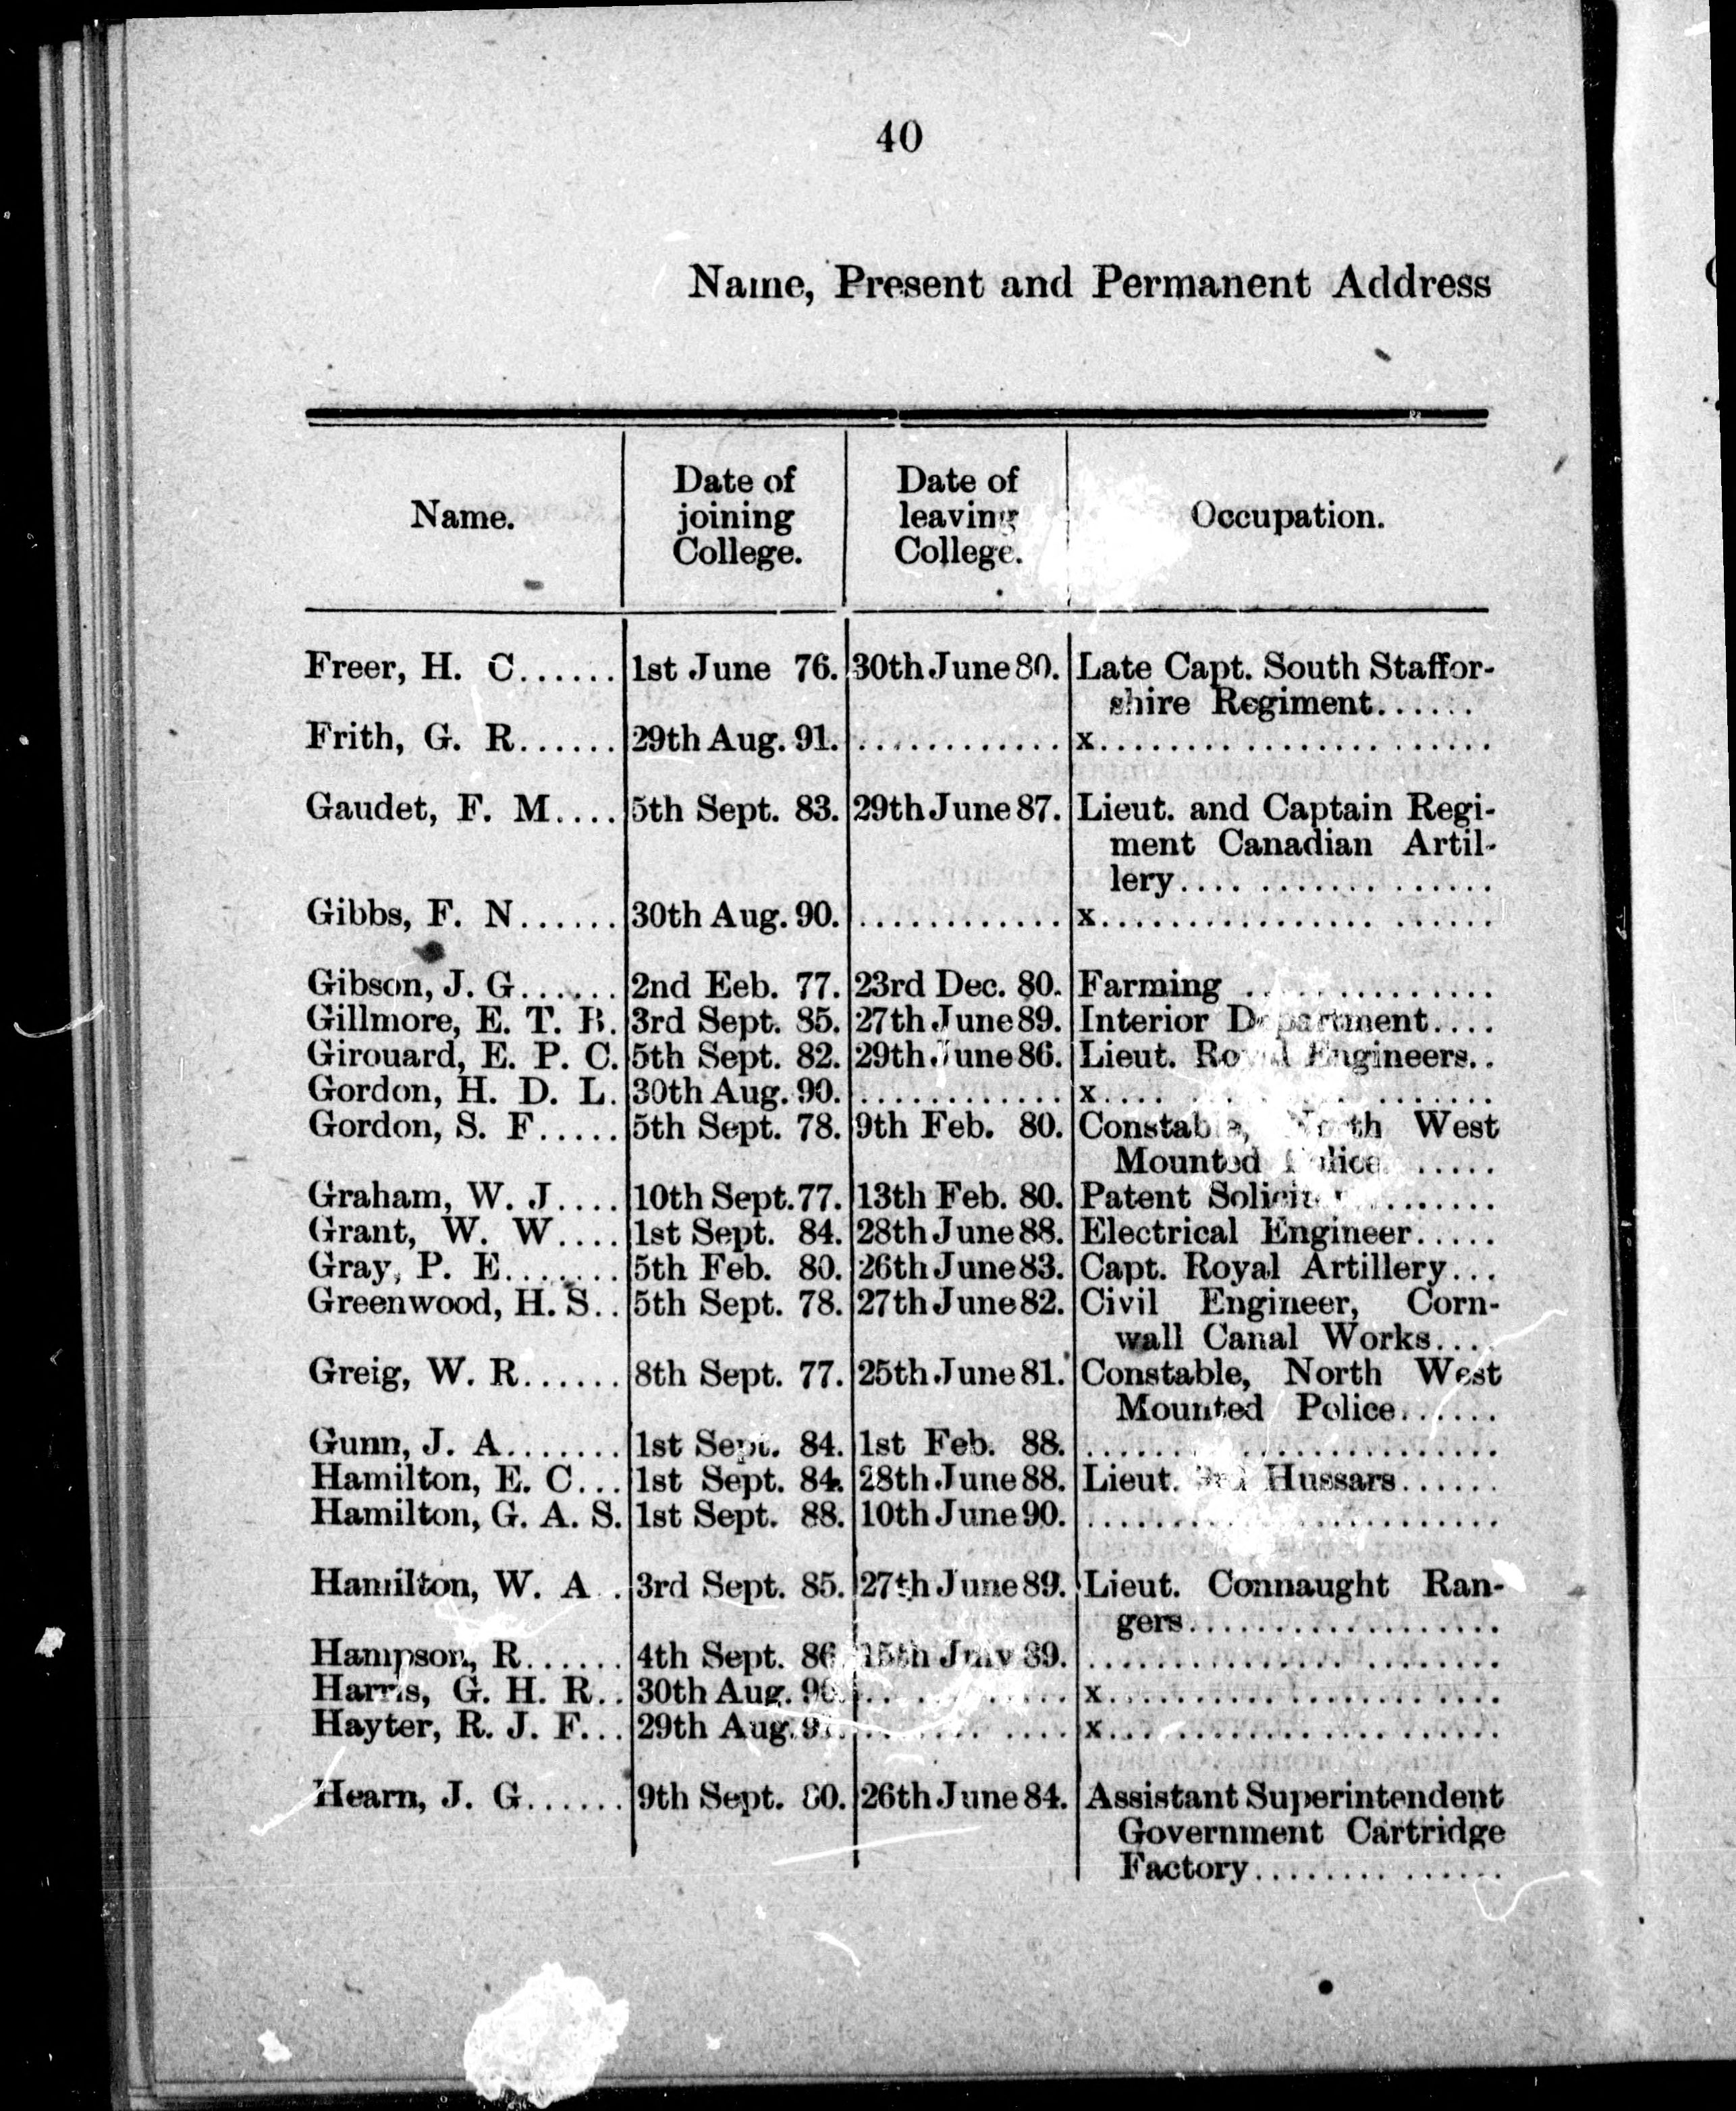 40
Name, Present and Permanent Address
Name.
Date of
joining
College.
Date of
leaving
College.
Occupation.
Freer, H. C...... 1st June 76. 30th June 80. Late Capt. South Staffor-
shire Regiment......
Frith, G. R...... 29th Aug. 91. ............ x......................
Gaudet, F. M.... 5th Sept. 83. 29th June 87. Lieut. and Captain Regi-
ment Canadian Artil-
lery..................
Gibbs, F. N...... 30th Aug. 90. ............ x......................
Gibson, J. G...... 2nd Eeb. 77. 23rd Dec. 80. Farming ..............
Gillmore, E. T. B. 3rd Sept. 85. 27th June 89. Interior Department....
Girouard, E. P. C. 5th Sept. 82. 29th June 86. Lieut. Royal Engineers..
Gordon, H. D. L. 30th Aug. 90. ............ x......................
Gordon, S. F..... 5th Sept. 78. 9th Feb. 80. Constable, North West
Mounted Police ......
Graham, W. J.... 10th Sept. 77. 13th Feb. 80. Patent Solicitor.........
Grant, W. W.... 1st Sept. 84. 28th June 88. Electrical Engineer.....
Gray, P. E....... 5th Feb. 80. 26th June 83. Capt. Royal Artillery...
Greenwood, H. S.. 5th Sept. 78. 27th June 82. Civil Engineer, Corn-
wall Canal Works....
Greig, W. R...... 8th Sept. 77. 25th June 81. Constable, North West
Mounted Police......
Gunn, J. A....... 1st Sept. 84. 1st Feb. 88. ........................
Hamilton, E. C... 1st Sept. 84. 28th June 88. Lieut. Hussars......
Hamilton, G. A. S. 1st Sept. 88. 10th June 90. ........................
Hamilton, W. A . 3rd Sept. 85. 27th June 89. Lieut. Connaught Ran-
gers..................
Hampson, R...... 4th Sept. 86. 15th July 89. ........................
Harris, G. H. R.. 30th Aug. 90. ............ x......................
Hayter, R. J. F... 29th Aug. ............ x......................
Hearn, J. G...... 9th Sept. 80. 26th June 84. Assistant Superintendent
Government Cartridge
Factory..............